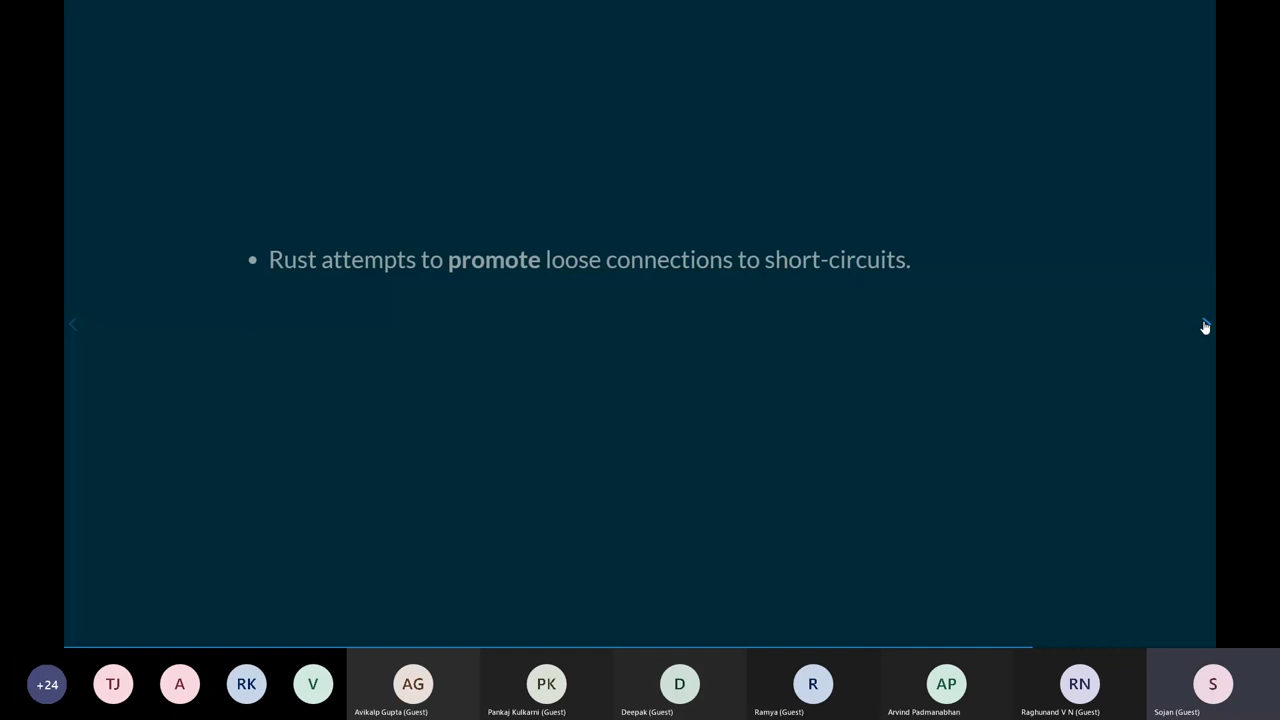 • Rust attempts to promote loose connections to short-circuits.
+24
TJ
A
RK
V
AG
PK
D
R
AP
RN
S
Avikalp Gupta (Guest)
Pankaj Kulkarni (Guest)
Deepak (Guest)
Ramya (Guest)
Arvind Padmanabhan
Raghunand V N (Guest)
Sojan (Guest)